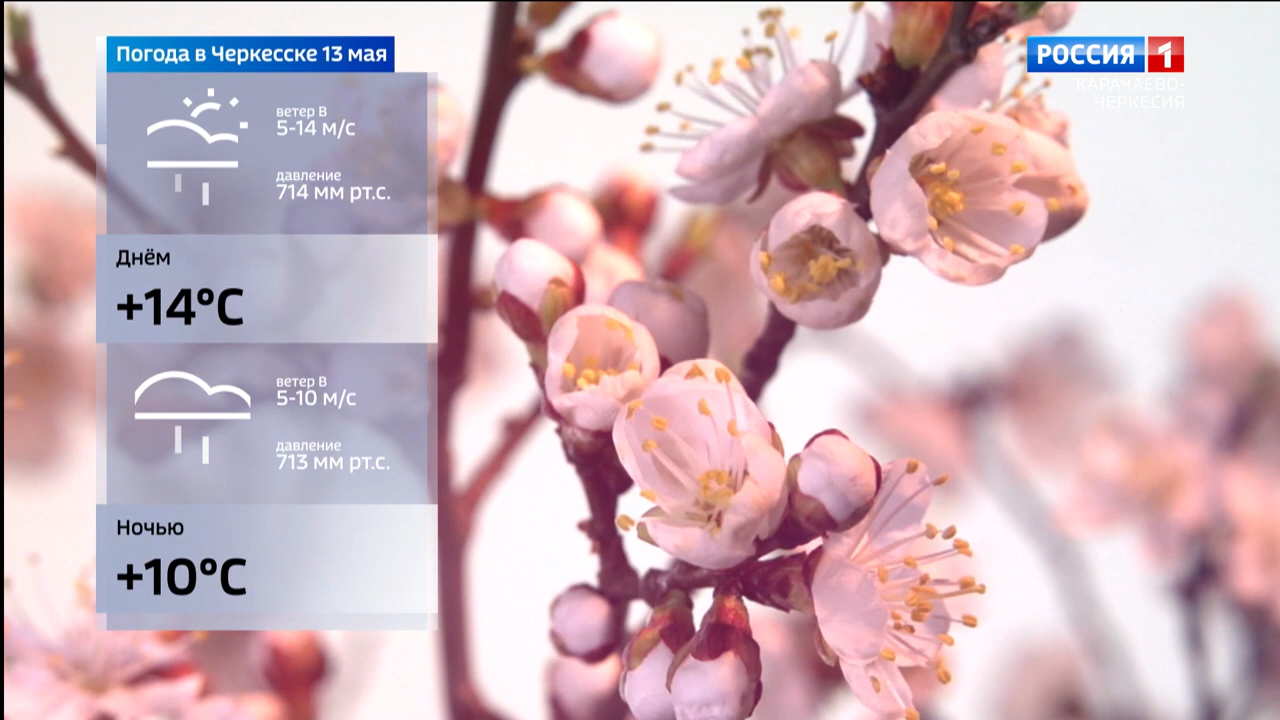 Погода в Черкесске 13 мая
РОССИЯ 1
КАРАЧАЕВО-
ЧЕРКЕСИЯ
ветер В
5-14 м/с
давление
714 мм рт.с.
Днём
+14°C
ветер В
5-10 м/с
давление
713 мм рт.с.
Ночью
+10°C